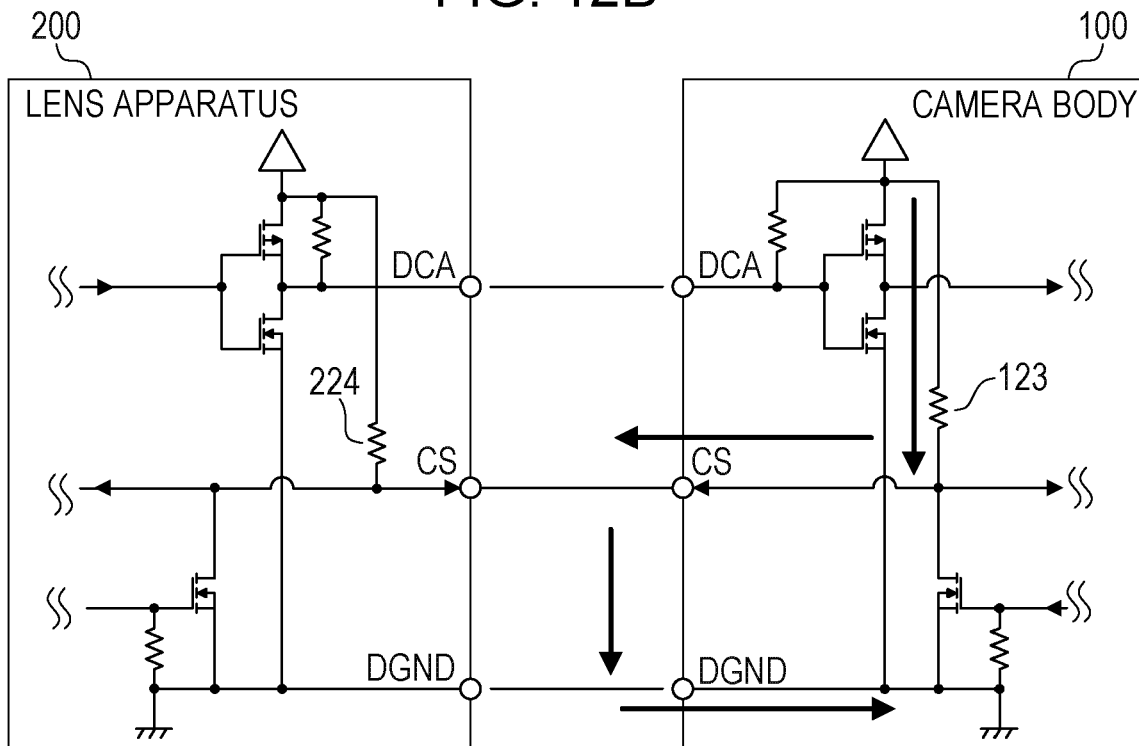 FIG. 12B
200
100
LENS APPARATUS
CAMERA BODY
DCA
DCA
224
123
CS
CS
DGND
DGND